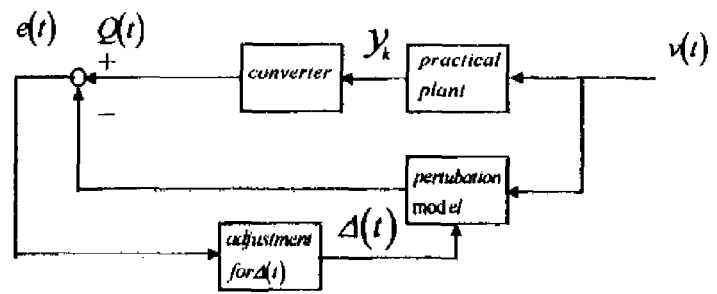 e(t) Q(t)
+
converter
y_k
practical
plant
v(t)
−
pertubation
model
adjustment
for Δ(t)
Δ(t)